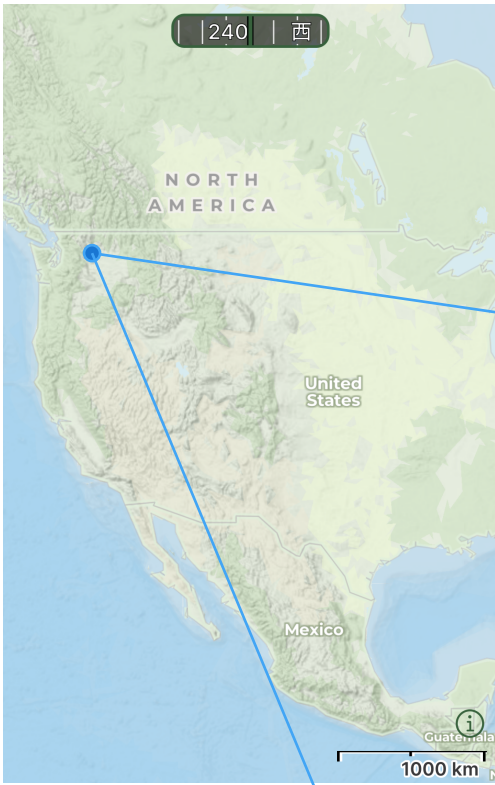 240 西
NORTH
AMERICA
United
States
Mexico
Guatemala
1000 km